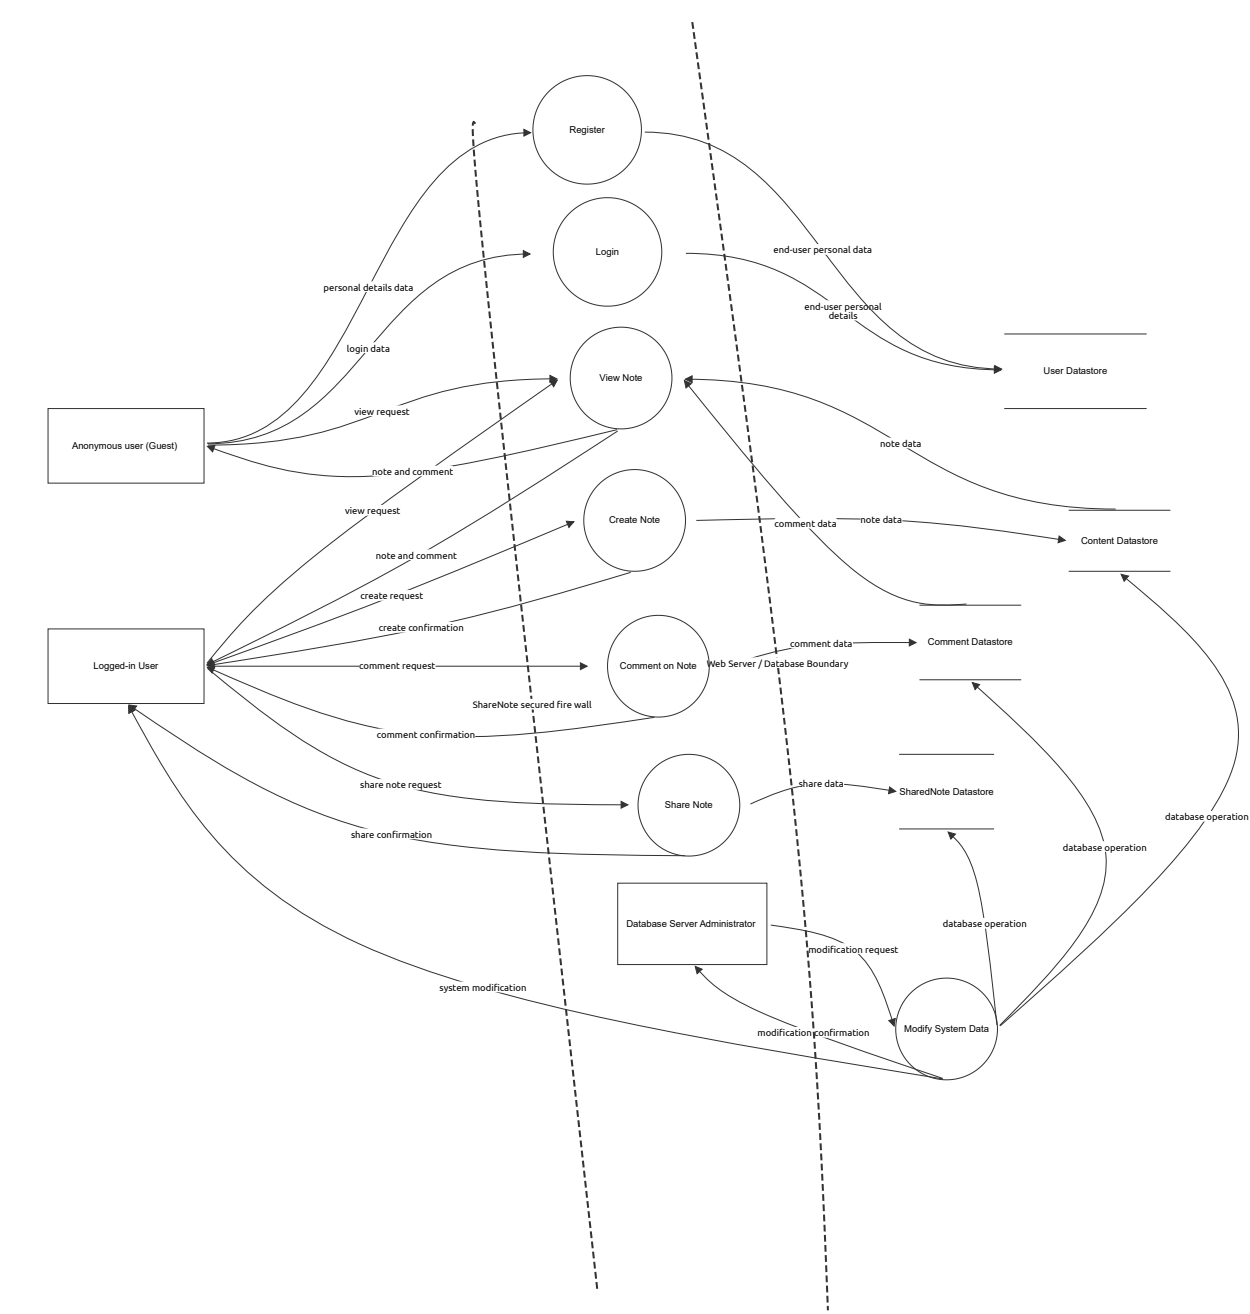 Register
Login
end-user personal data
personal details data
end-user personal
details
login data
User Datastore
View Note
view request
Anonymous user (Guest)
note data
note and comment
view request
Create Note
comment data
note data
Content Datastore
note and comment
create request
create confirmation
Comment Datastore
comment data
Logged-in User
comment request
Comment on Note
Web Server / Database Boundary
ShareNote secured fire wall
comment confirmation
share note request
share data
SharedNote Datastore
Share Note
database operation
share confirmation
database operation
Database Server Administrator
database operation
modification request
system modification
Modify System Data
modification confirmation